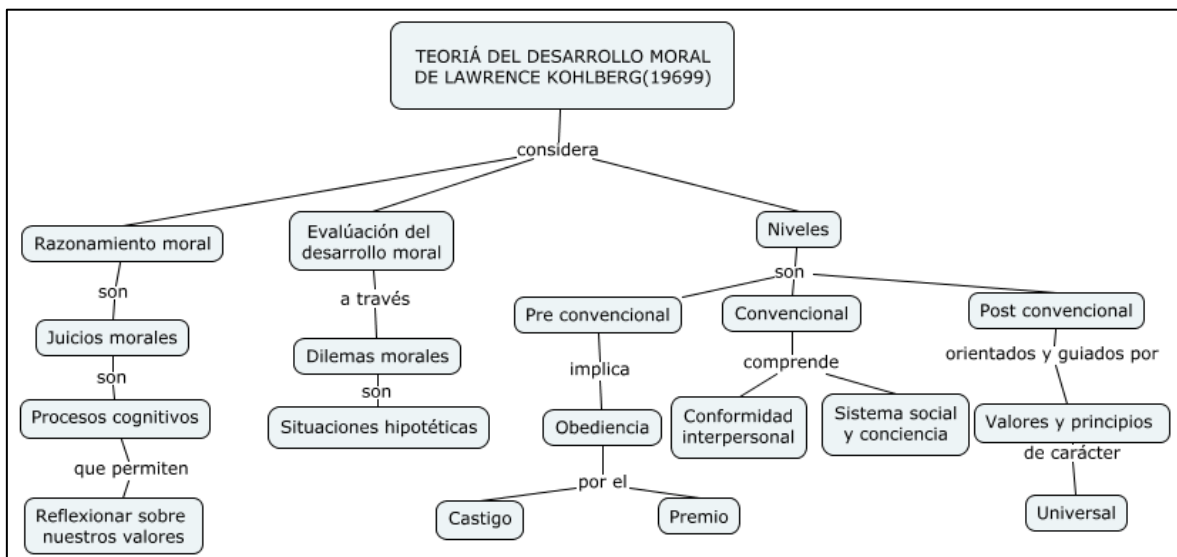 TEORIÁ DEL DESARROLLO MORAL
DE LAWRENCE KOHLBERG(19699)
considera
Razonamiento moral
son
Juicios morales
son
Procesos cognitivos
que permiten
Reflexionar sobre
nuestros valores
Evalúación del
desarrollo moral
a través
Dilemas morales
son
Situaciones hipotéticas
Niveles
son
Pre convencional
implica
Obediencia
por el
Castigo
Premio
Convencional
comprende
Conformidad
interpersonal
Sistema social
y conciencia
Post convencional
orientados y guiados por
Valores y principios
de carácter
Universal